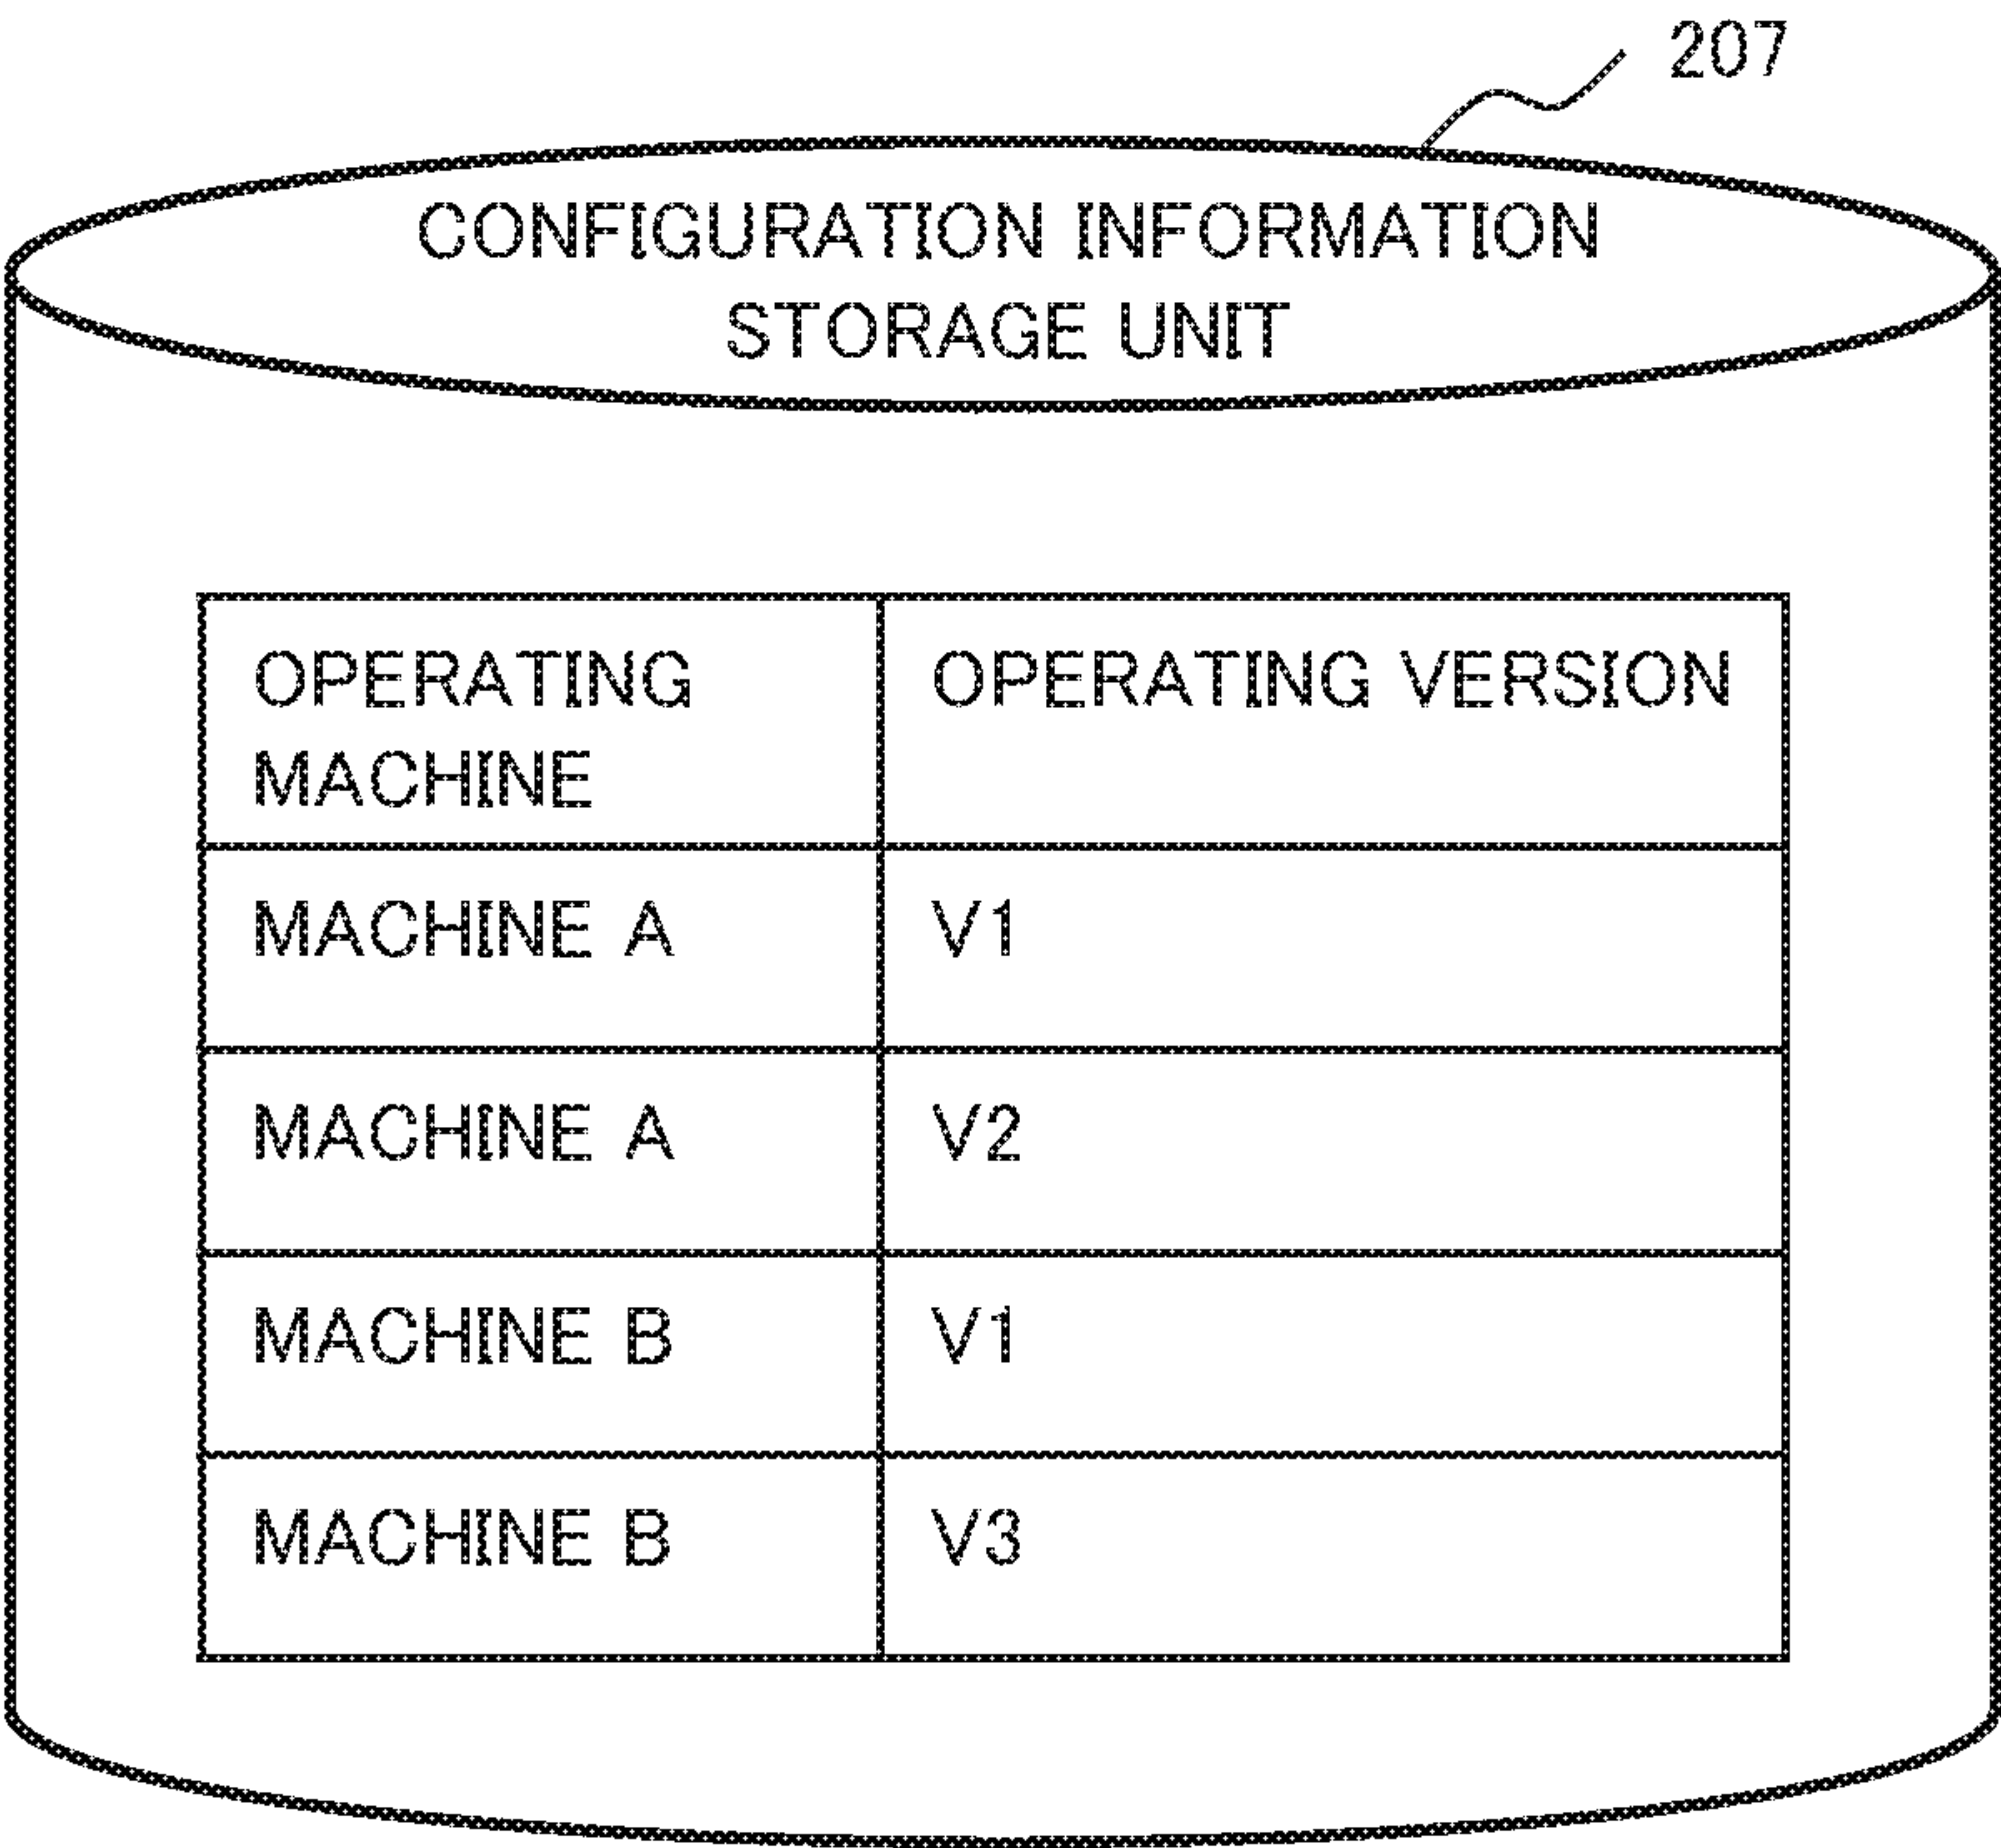 207
CONFIGURATION INFORMATION
STORAGE UNIT
OPERATING MACHINE OPERATING VERSION
MACHINE A V1
MACHINE A V2
MACHINE B V1
MACHINE B V3